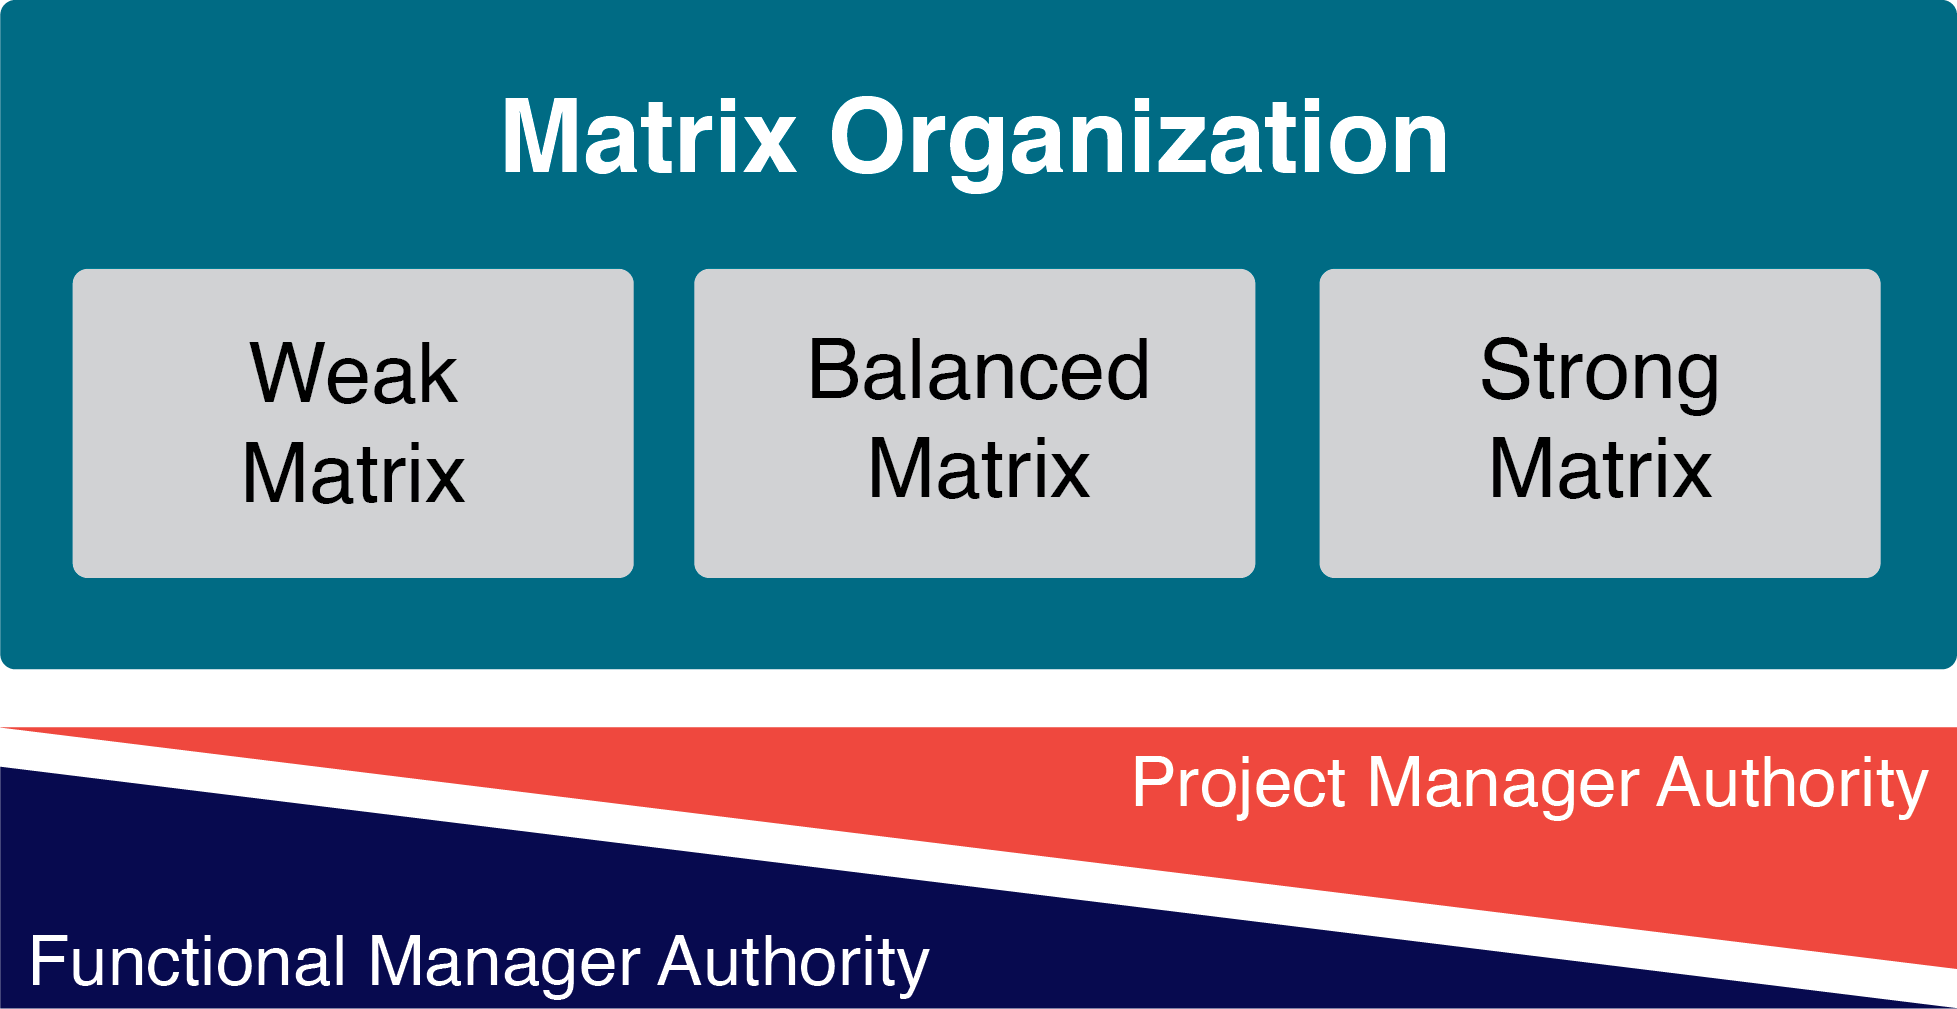 Matrix Organization
Weak
Matrix
Balanced
Matrix
Strong
Matrix
Project Manager Authority
Functional Manager Authority